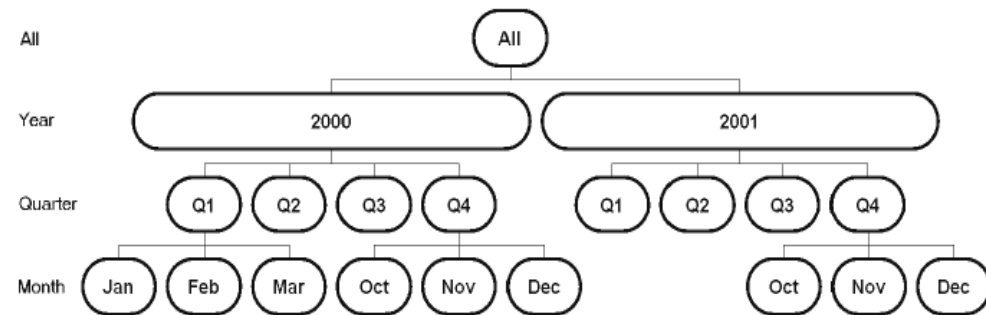 All All
Year 2000 2001
Quarter Q1 Q2 Q3 Q4 Q1 Q2 Q3 Q4
Month Jan Feb Mar Oct Nov Dec Oct Nov Dec